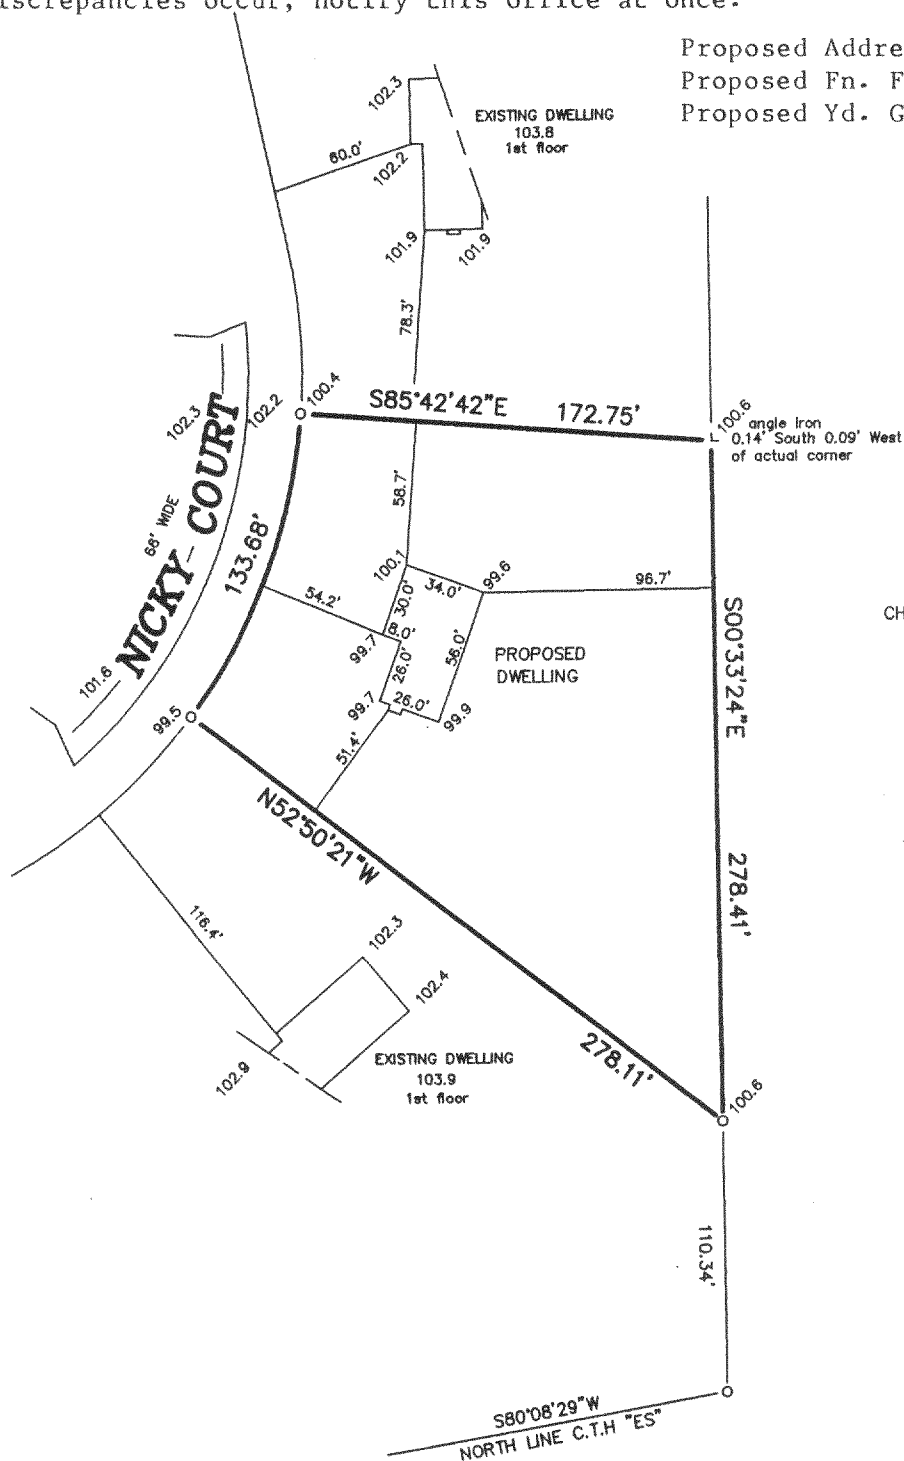 iscrepancies occur, notify this office at once.
Proposed Addre
Proposed Fn. F
Proposed Yd. G
102.3
EXISTING DWELLING
103.8
1st floor
60.0'
102.2
101.9
101.9
78.3'
100.4
S85°42'42"E 172.75'
100.6
angle iron
0.14' South 0.09' West
of actual corner
102.3
102.2
NICKY COURT
66' WIDE
133.68'
58.7'
100.1
34.0'
99.6
96.7'
54.2'
30.0'
8.0'
99.7
26.0'
56.0'
PROPOSED
DWELLING
CH
S00°33'24"E
278.41'
101.6
99.5
99.7
26.0'
99.9
51.4'
N52°50'21"W
278.11'
116.4'
102.3
102.4
102.9
EXISTING DWELLING
103.9
1st floor
100.6
110.34'
S80°08'29"W
NORTH LINE C.T.H "ES"